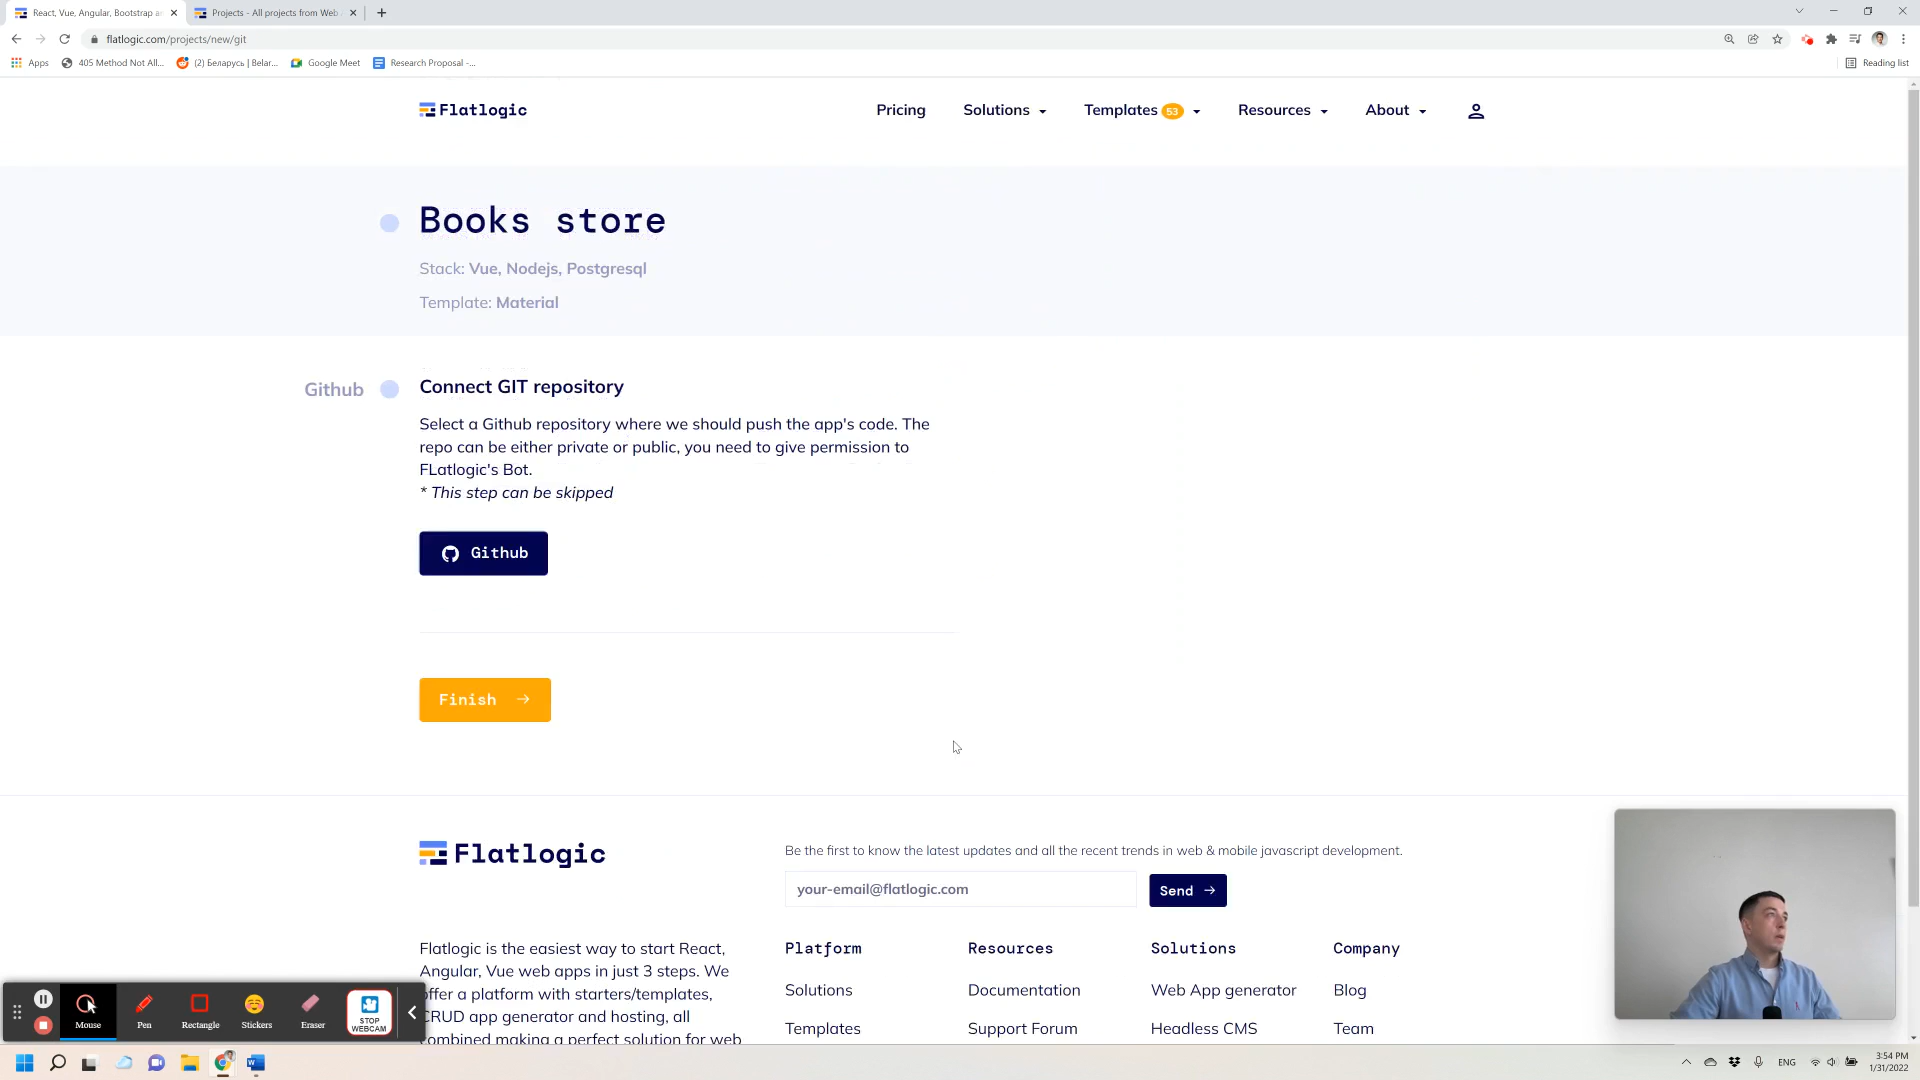 React, Vue, Angular, Bootstrap a
Projects - All projects from Web
flatlogic.com/projects/new/git
Apps
405 Method Not All...
(2) Беларусь | Belar...
Google Meet
Research Proposal -...
Reading list
Flatlogic
Pricing
Solutions
Templates 53
Resources
About
Books store
Stack: Vue, Nodejs, Postgresql
Template: Material
Github
Connect GIT repository
Select a Github repository where we should push the app's code. The
repo can be either private or public, you need to give permission to
FLatlogic's Bot.
* This step can be skipped
Github
Finish
Flatlogic
Be the first to know the latest updates and all the recent trends in web & mobile javascript development.
your-email@flatlogic.com
Send
Flatlogic is the easiest way to start React,
Angular, Vue web apps in just 3 steps. We
offer a platform with starters/templates,
CRUD app generator and hosting, all
combined making a perfect solution for web
Platform
Solutions
Templates
Resources
Documentation
Support Forum
Solutions
Web App generator
Headless CMS
Company
Blog
Team
Mouse
Pen
Rectangle
Stickers
Eraser
STOP
WEBCAM
ENG
3:54 PM
1/31/2022